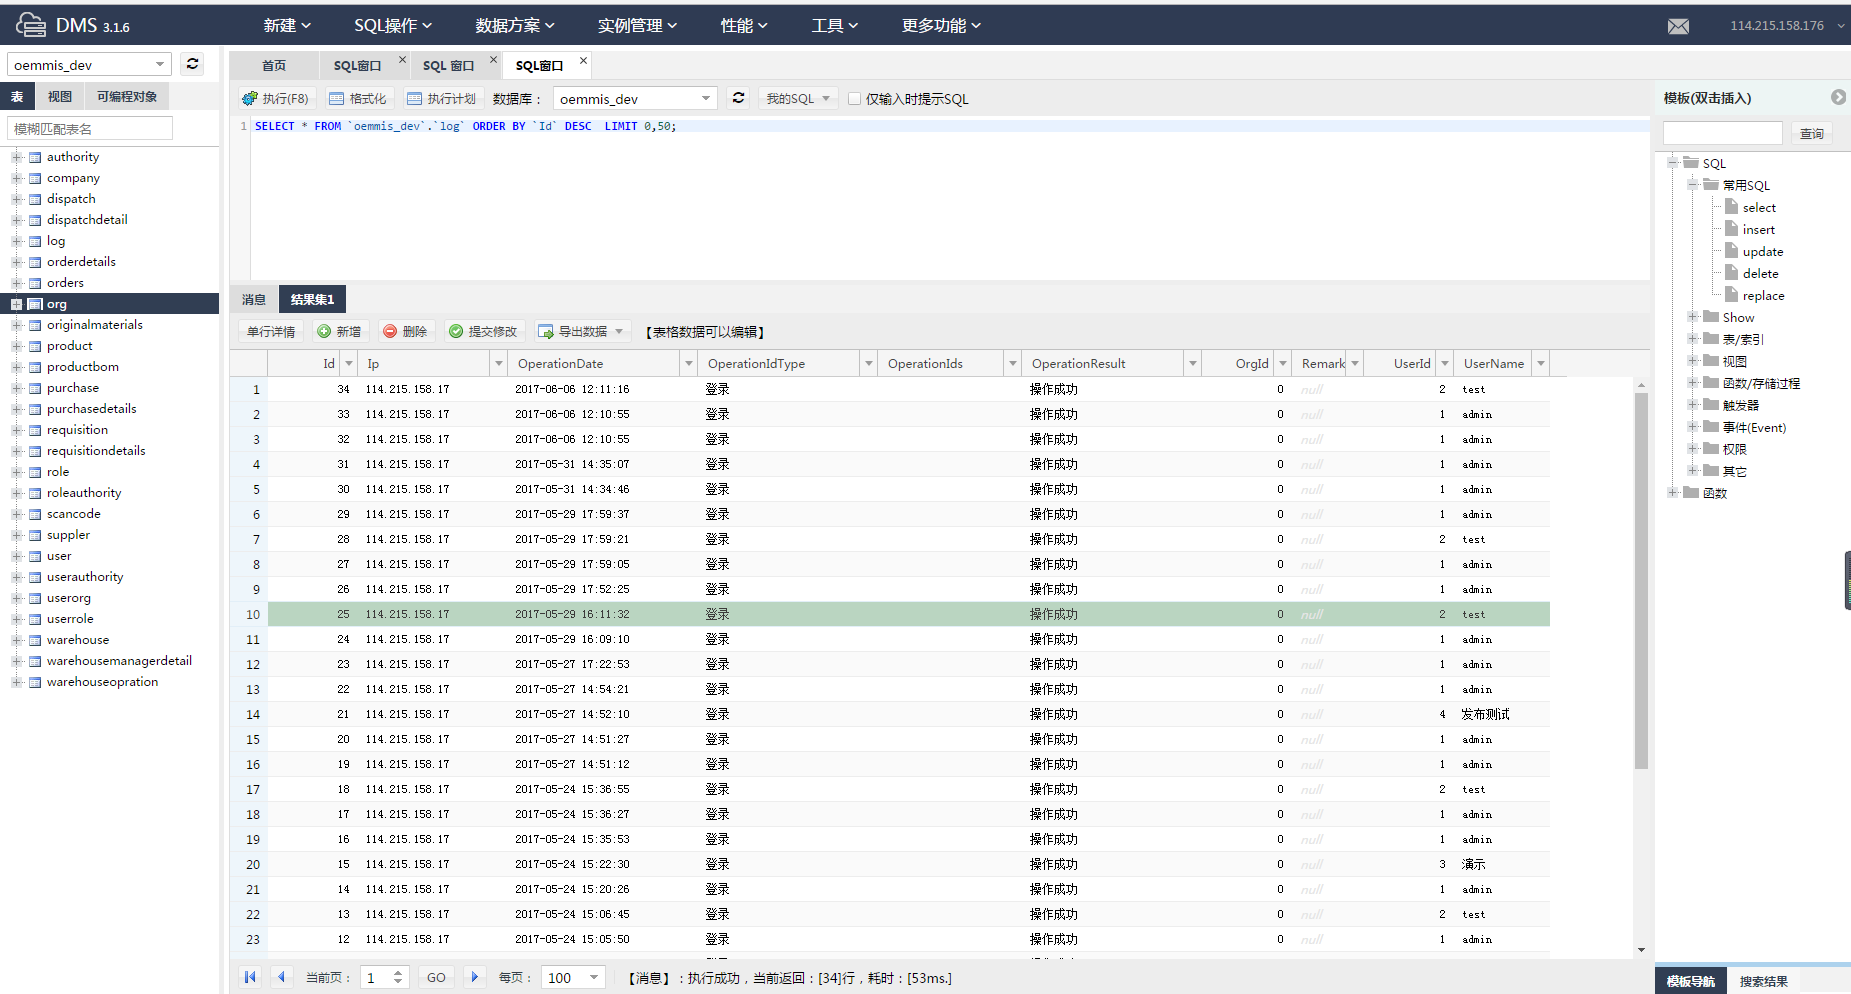 DMS 3.1.6 新建 SQL操作 数据方案 实例管理 性能 工具 更多功能 114.215.158.176
oemmis_dev
表 视图 可编程对象
模糊匹配表名
authority
company
dispatch
dispatchdetail
log
orderdetails
orders
org
originalmaterials
product
productbom
purchase
purchasedetails
requisition
requisitiondetails
role
roleauthority
scancode
suppler
user
userauthority
userorg
userrole
warehouse
warehousemanagerdetail
warehouseopration
首页 SQL窗口 SQL 窗口 SQL窗口
执行(F8) 格式化 执行计划 数据库： oemmis_dev 我的SQL 仅输入时提示SQL
1 SELECT * FROM `oemmis_dev`.`log` ORDER BY `Id` DESC  LIMIT 0,50;
消息 结果集1
单行详情 新增 删除 提交修改 导出数据 【表格数据可以编辑】
Id Ip OperationDate OperationIdType OperationIds OperationResult OrgId Remark UserId UserName
1 34 114.215.158.17 2017-06-06 12:11:16 登录 操作成功 0 null 2 test
2 33 114.215.158.17 2017-06-06 12:10:55 登录 操作成功 0 null 1 admin
3 32 114.215.158.17 2017-06-06 12:10:55 登录 操作成功 0 null 1 admin
4 31 114.215.158.17 2017-05-31 14:35:07 登录 操作成功 0 null 1 admin
5 30 114.215.158.17 2017-05-31 14:34:46 登录 操作成功 0 null 1 admin
6 29 114.215.158.17 2017-05-29 17:59:37 登录 操作成功 0 null 1 admin
7 28 114.215.158.17 2017-05-29 17:59:21 登录 操作成功 0 null 2 test
8 27 114.215.158.17 2017-05-29 17:59:05 登录 操作成功 0 null 1 admin
9 26 114.215.158.17 2017-05-29 17:52:25 登录 操作成功 0 null 1 admin
10 25 114.215.158.17 2017-05-29 16:11:32 登录 操作成功 0 null 2 test
11 24 114.215.158.17 2017-05-29 16:09:10 登录 操作成功 0 null 1 admin
12 23 114.215.158.17 2017-05-27 17:22:53 登录 操作成功 0 null 1 admin
13 22 114.215.158.17 2017-05-27 14:54:21 登录 操作成功 0 null 1 admin
14 21 114.215.158.17 2017-05-27 14:52:10 登录 操作成功 0 null 4 发布测试
15 20 114.215.158.17 2017-05-27 14:51:27 登录 操作成功 0 null 1 admin
16 19 114.215.158.17 2017-05-27 14:51:12 登录 操作成功 0 null 1 admin
17 18 114.215.158.17 2017-05-24 15:36:55 登录 操作成功 0 null 2 test
18 17 114.215.158.17 2017-05-24 15:36:27 登录 操作成功 0 null 1 admin
19 16 114.215.158.17 2017-05-24 15:35:53 登录 操作成功 0 null 1 admin
20 15 114.215.158.17 2017-05-24 15:22:30 登录 操作成功 0 null 3 演示
21 14 114.215.158.17 2017-05-24 15:20:26 登录 操作成功 0 null 1 admin
22 13 114.215.158.17 2017-05-24 15:06:45 登录 操作成功 0 null 2 test
23 12 114.215.158.17 2017-05-24 15:05:50 登录 操作成功 0 null 1 admin
当前页： 1 GO 每页： 100 【消息】：执行成功，当前返回：[34]行，耗时：[53ms.]
模板(双击插入)
查询
SQL
常用SQL
select
insert
update
delete
replace
Show
表/索引
视图
函数/存储过程
触发器
事件(Event)
权限
其它
函数
模板导航 搜索结果